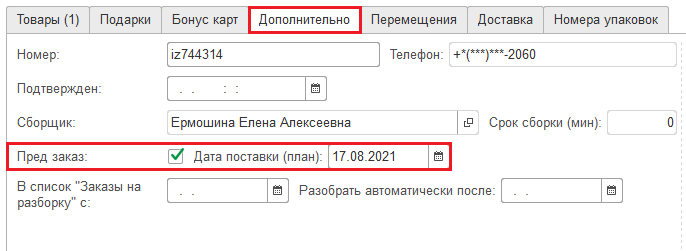 Товары (1) Подарки Бонус карт Дополнительно Перемещения Доставка Номера упаковок
Номер: iz744314 Телефон: +*(***)***-2060
Подтвержден: . . : :
Сборщик: Ермошина Елена Алексеевна Срок сборки (мин): 0
Пред заказ: Дата поставки (план): 17.08.2021
В список "Заказы на разборку" с: . . Разобрать автоматически после: . .